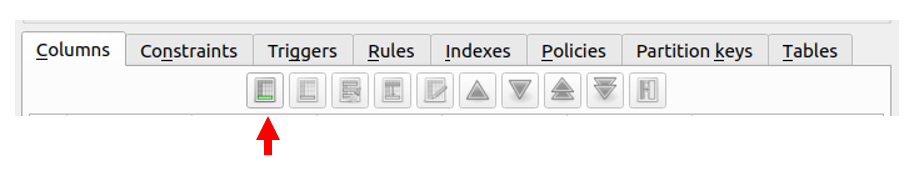 Columns Constraints Triggers Rules Indexes Policies Partition keys Tables